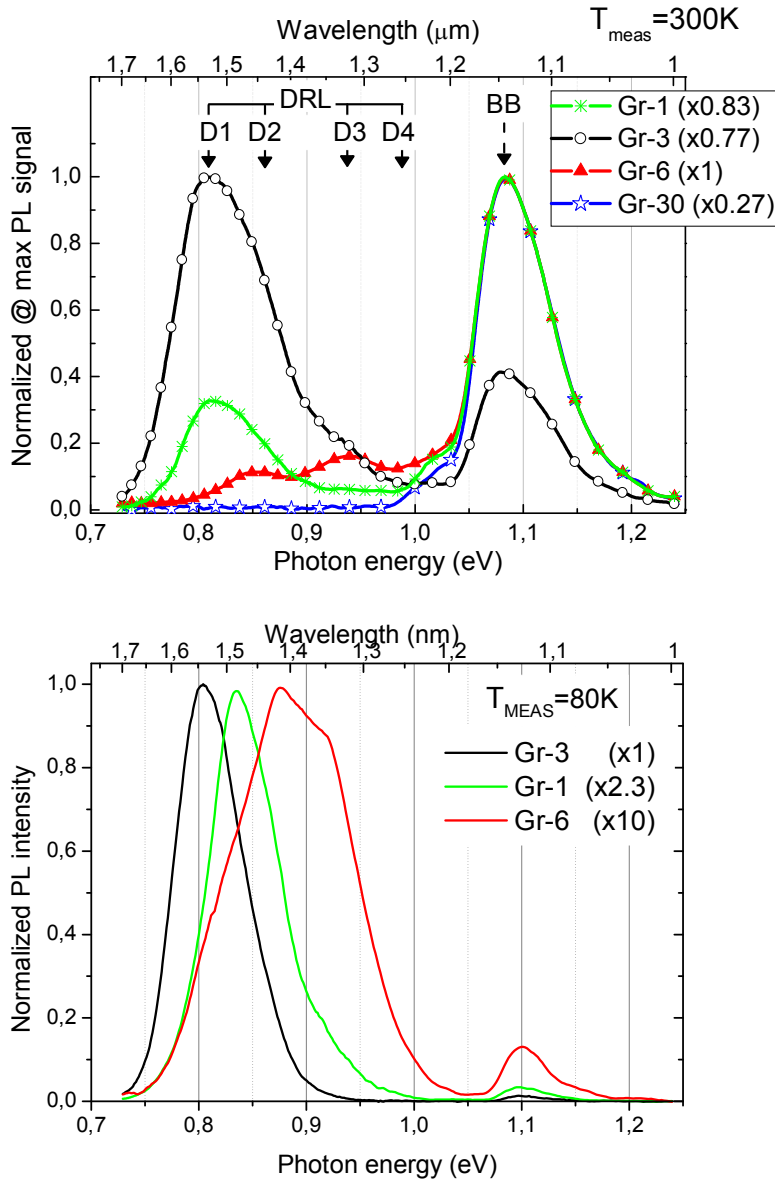 Wavelength (μm)
T_meas=300K
1,7 1,6 1,5 1,4 1,3 1,2 1,1 1
DRL
D1 D2 D3 D4
BB
Gr-1 (x0.83)
Gr-3 (x0.77)
Gr-6 (x1)
Gr-30 (x0.27)
Normalized @ max PL signal
1,0
0,8
0,6
0,4
0,2
0,0
0,7 0,8 0,9 1,0 1,1 1,2
Photon energy (eV)
Wavelength (nm)
1,7 1,6 1,5 1,4 1,3 1,2 1,1 1
T_MEAS=80K
Gr-3 (x1)
Gr-1 (x2.3)
Gr-6 (x10)
Normalized PL intensity
1,0
0,8
0,6
0,4
0,2
0,0
0,7 0,8 0,9 1,0 1,1 1,2
Photon energy (eV)